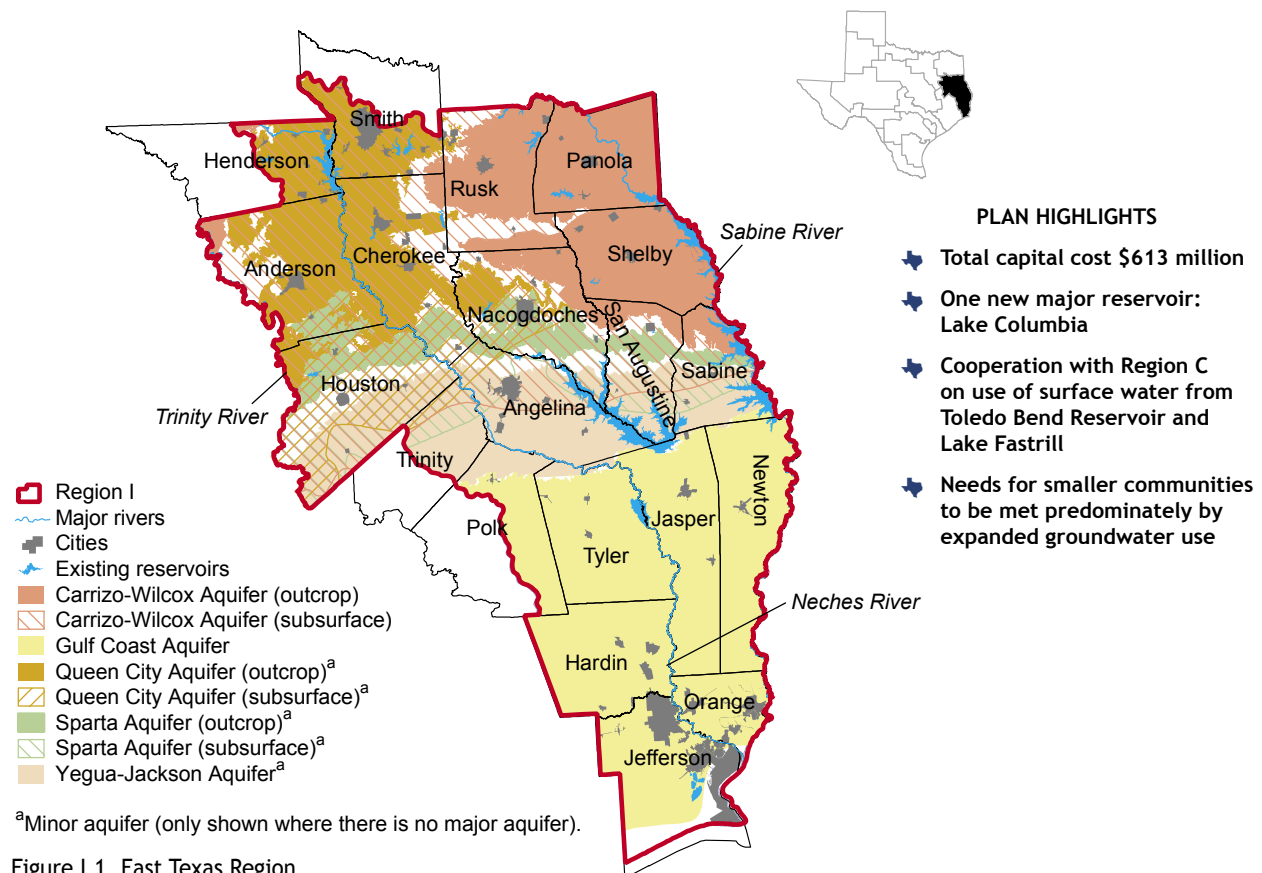 Smith
Henderson
Panola
Rusk
PLAN HIGHLIGHTS
Sabine River
Total capital cost $613 million
Shelby
Cherokee
Anderson
One new major reservoir:
Lake Columbia
Nacogdoches
San Augustine
Cooperation with Region C
on use of surface water from
Toledo Bend Reservoir and
Lake Fastrill
Sabine
Houston
Trinity River
Angelina
Trinity
Newton
Needs for smaller communities
to be met predominately by
expanded groundwater use
Polk
Jasper
Tyler
Neches River
Hardin
Orange
Jefferson
Region I
Major rivers
Cities
Existing reservoirs
Carrizo-Wilcox Aquifer (outcrop)
Carrizo-Wilcox Aquifer (subsurface)
Gulf Coast Aquifer
Queen City Aquifer (outcrop)a
Queen City Aquifer (subsurface)a
Sparta Aquifer (outcrop)a
Sparta Aquifer (subsurface)a
Yegua-Jackson Aquifera
aMinor aquifer (only shown where there is no major aquifer).
Figure I.1. East Texas Region